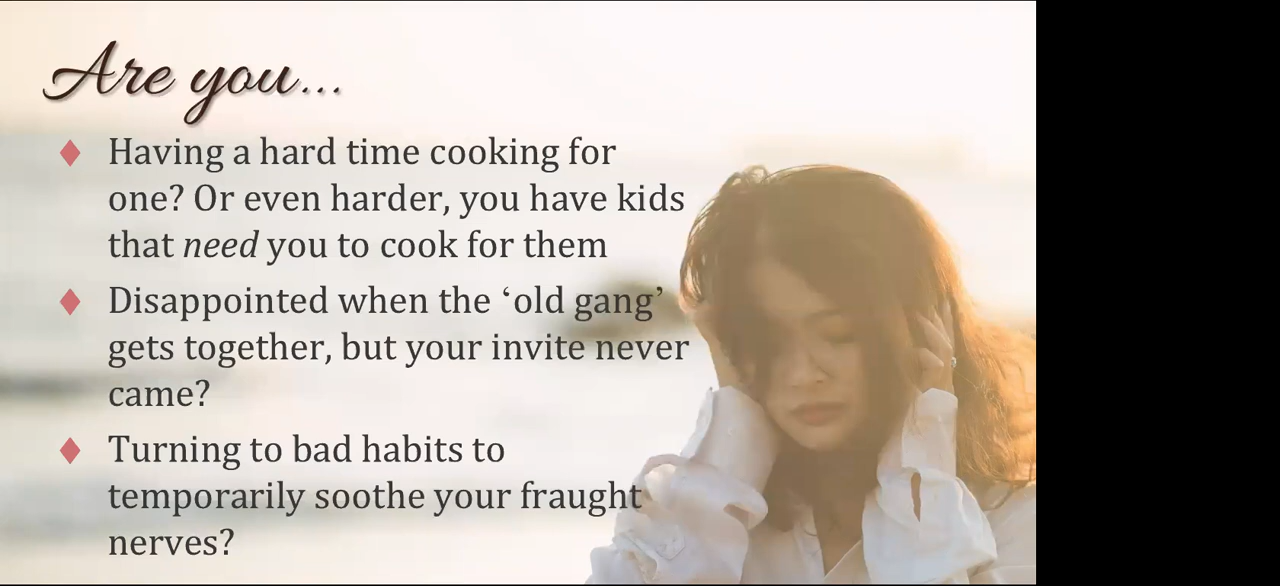 Are you...
Having a hard time cooking for
one? Or even harder, you have kids
that need you to cook for them
Disappointed when the ‘old gang’
gets together, but your invite never
came?
Turning to bad habits to
temporarily soothe your fraught
nerves?